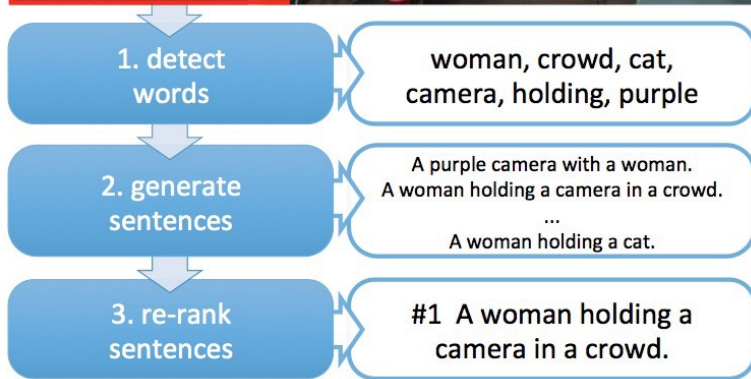 1. detect
words
woman, crowd, cat,
camera, holding, purple
2. generate
sentences
A purple camera with a woman.
A woman holding a camera in a crowd.
...
A woman holding a cat.
3. re-rank
sentences
#1 A woman holding a
camera in a crowd.